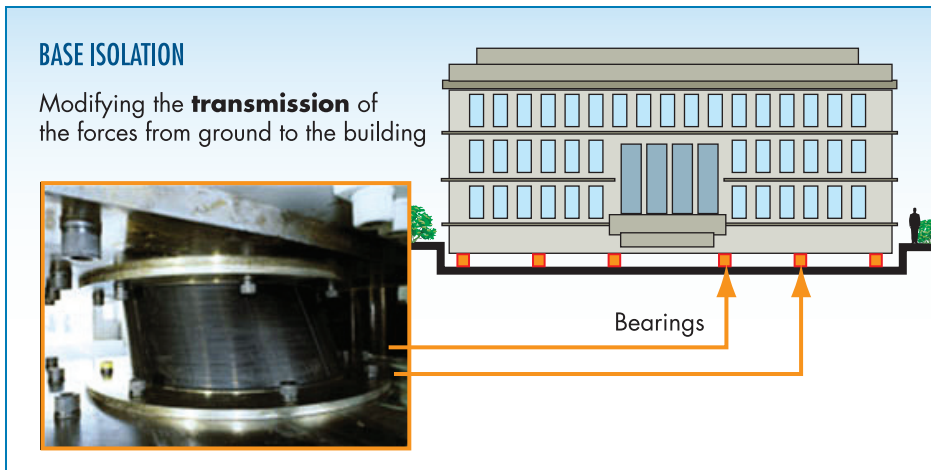 BASE ISOLATION
Modifying the transmission of
the forces from ground to the building
Bearings